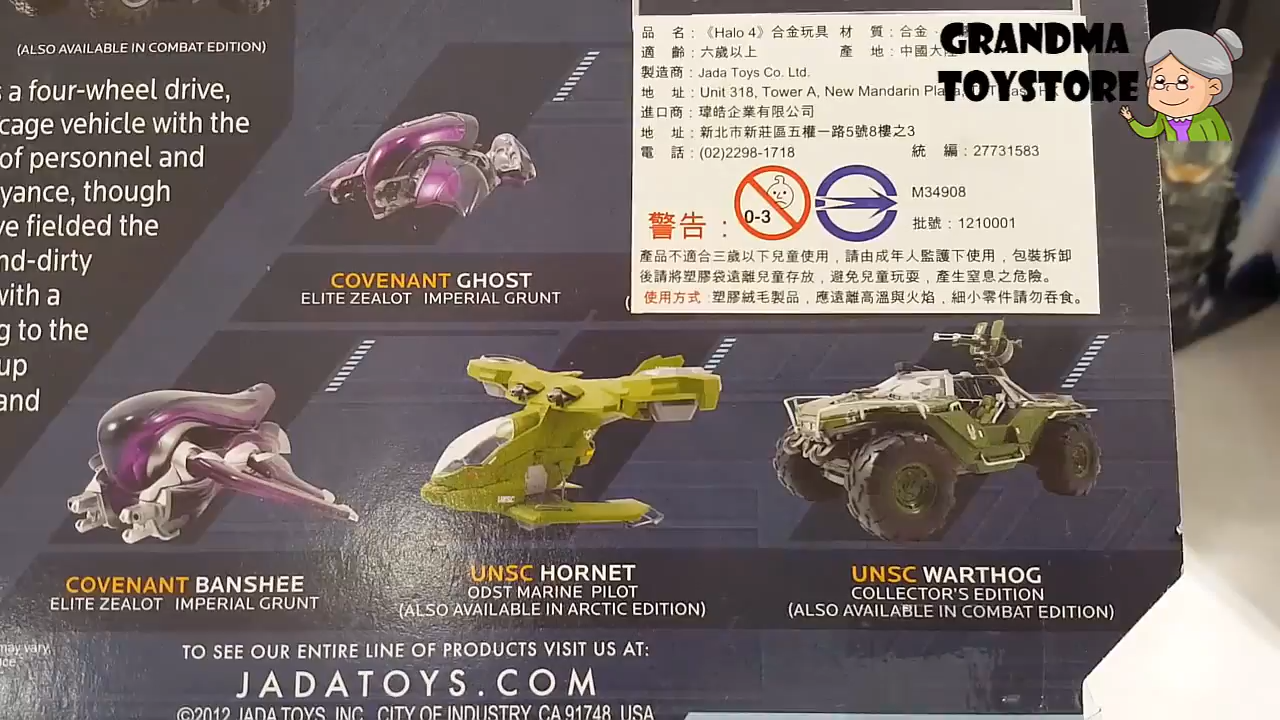 (ALSO AVAILABLE IN COMBAT EDITION)
a four-wheel drive,
cage vehicle with the
of personnel and
yance, though
ve fielded the
nd-dirty
with a
g to the
up
and
品 名：《Halo 4》合金玩具 材 質：合金
適 齡：六歲以上 產 地：中國大陸
製造商：Jada Toys Co. Ltd.
地 址：Unit 318, Tower A, New Mandarin
進口商：瑋皓企業有限公司
地 址：新北市新莊區五權一路5號8樓之3
電 話：(02)2298-1718 統 編：27731583
警告：
0-3
M34908
批號：1210001
產品不適合三歲以下兒童使用，請由成年人監護下使用，包裝拆卸
後請將塑膠袋遠離兒童存放，避免兒童玩耍，產生窒息之危險。
使用方式：塑膠絨毛製品，應遠離高溫與火焰，細小零件請勿吞食。
GRANDMA
TOYSTORE
COVENANT GHOST
ELITE ZEALOT IMPERIAL GRUNT
UNSC
COVENANT BANSHEE
ELITE ZEALOT IMPERIAL GRUNT
UNSC HORNET
ODST MARINE PILOT
(ALSO AVAILABLE IN ARCTIC EDITION)
UNSC WARTHOG
COLLECTOR'S EDITION
(ALSO AVAILABLE IN COMBAT EDITION)
may vary.
TO SEE OUR ENTIRE LINE OF PRODUCTS VISIT US AT:
JADATOYS.COM
©2012 JADA TOYS, INC., CITY OF INDUSTRY, CA 91748, USA